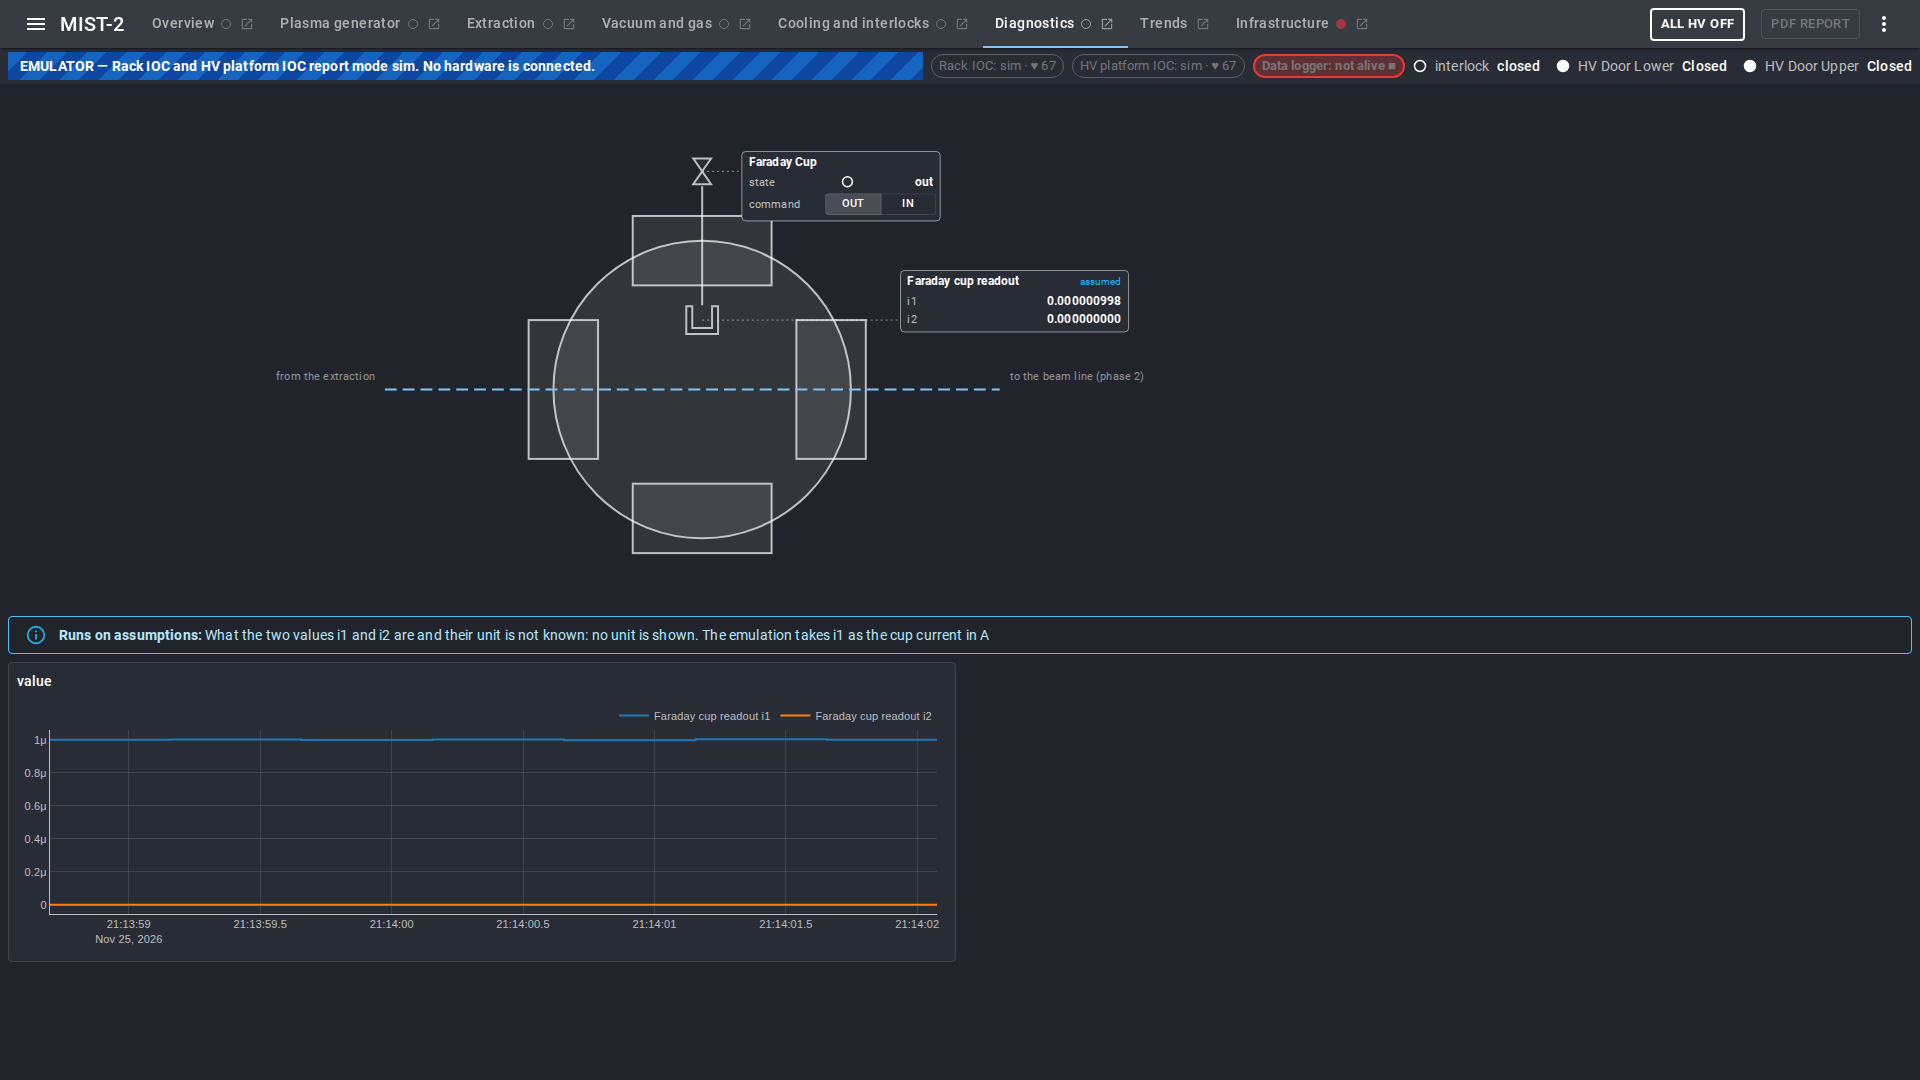 MIST-2
Overview
Plasma generator
Extraction
Vacuum and gas
Cooling and interlocks
Diagnostics
Trends
Infrastructure
ALL HV OFF
PDF REPORT
EMULATOR — Rack IOC and HV platform IOC report mode sim. No hardware is connected.
Rack IOC: sim · ♥ 67
HV platform IOC: sim · ♥ 67
Data logger: not alive ■
interlock closed
HV Door Lower Closed
HV Door Upper Closed
Faraday Cup
state out
command OUT IN
Faraday cup readout assumed
i1 0.000000998
i2 0.000000000
from the extraction
to the beam line (phase 2)
Runs on assumptions: What the two values i1 and i2 are and their unit is not known: no unit is shown. The emulation takes i1 as the cup current in A
value
Faraday cup readout i1
Faraday cup readout i2
1μ
0.8μ
0.6μ
0.4μ
0.2μ
0
21:13:59 21:13:59.5 21:14:00 21:14:00.5 21:14:01 21:14:01.5 21:14:02
Nov 25, 2026